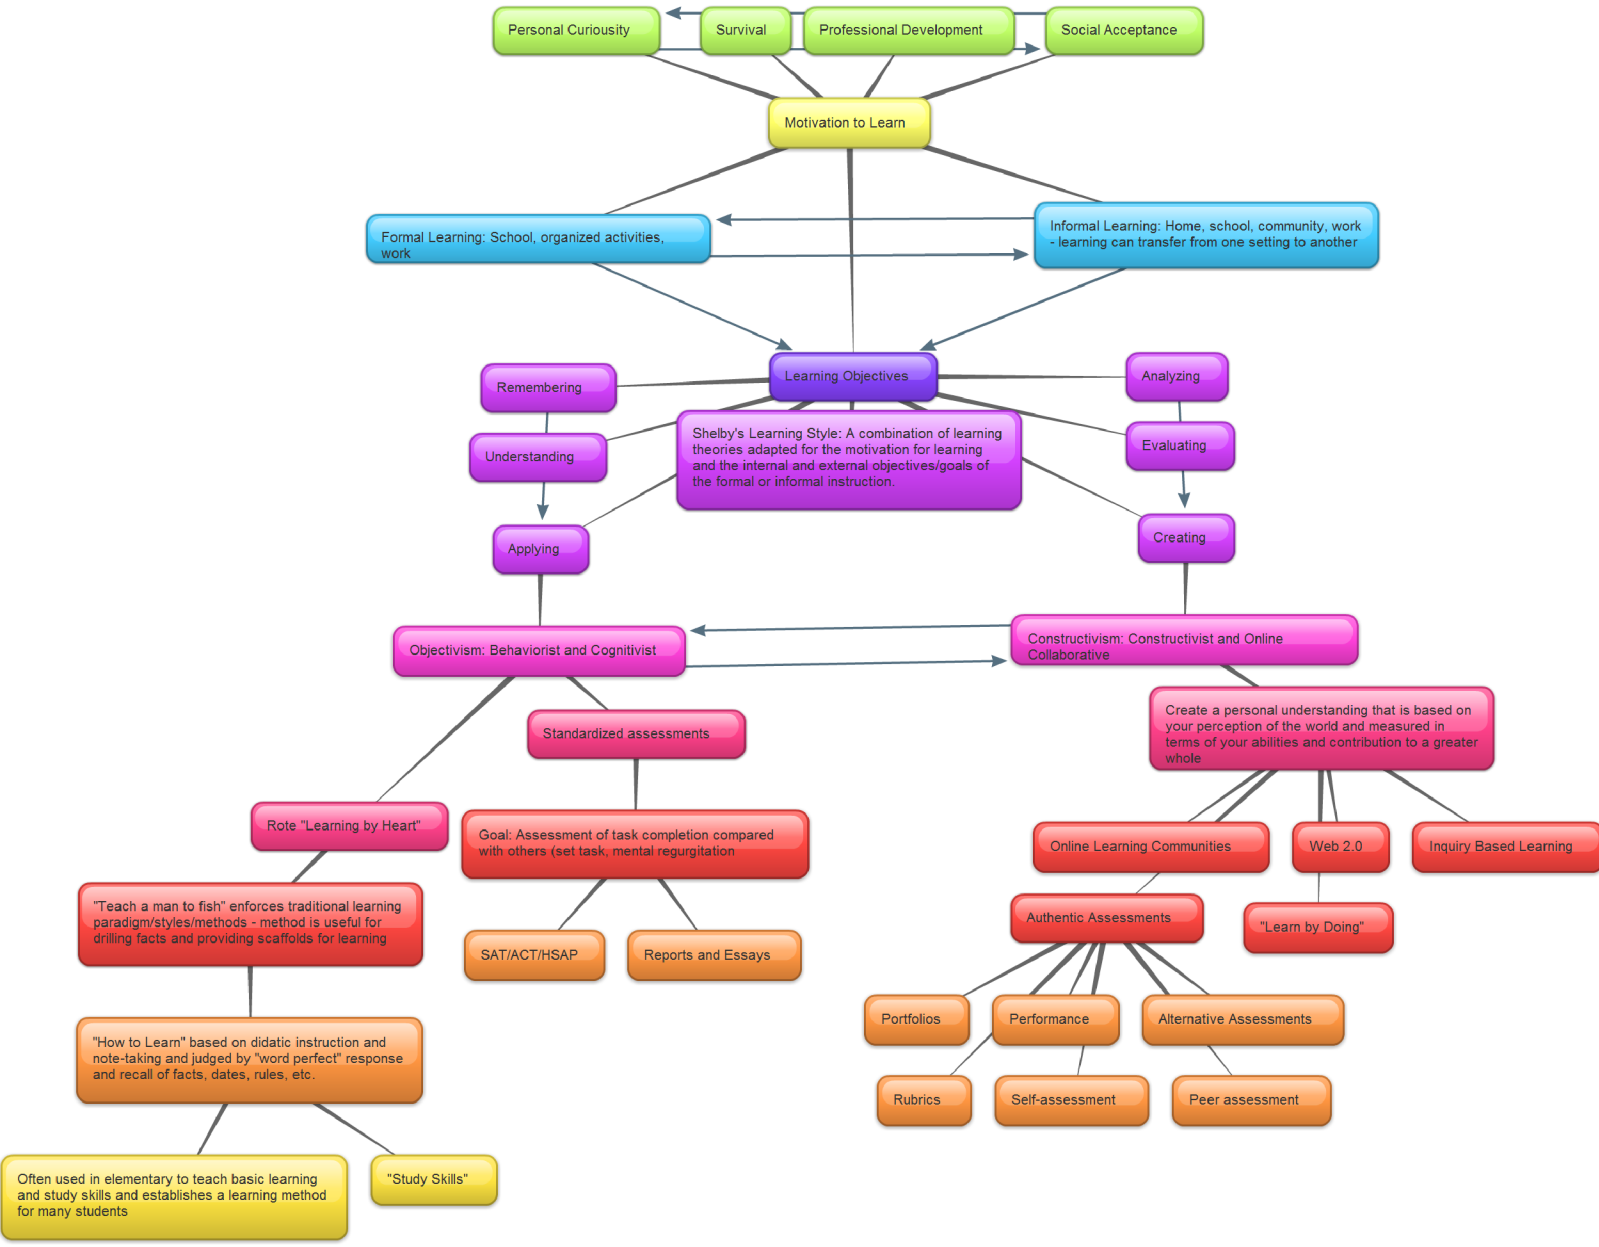 Personal Curiousity
Survival
Professional Development
Social Acceptance
Motivation to Learn
Formal Learning: School, organized activities,
work
Informal Learning: Home, school, community, work
- learning can transfer from one setting to another
Learning Objectives
Remembering
Analyzing
Understanding
Shelby's Learning Style: A combination of learning
theories adapted for the motivation for learning
and the internal and external objectives/goals of
the formal or informal instruction.
Evaluating
Applying
Creating
Objectivism: Behaviorist and Cognitivist
Constructivism: Constructivist and Online
Collaborative
Standardized assessments
Create a personal understanding that is based on
your perception of the world and measured in
terms of your abilities and contribution to a greater
whole
Rote "Learning by Heart"
Goal: Assessment of task completion compared
with others (set task, mental regurgitation
Online Learning Communities
Web 2.0
Inquiry Based Learning
"Teach a man to fish" enforces traditional learning
paradigm/styles/methods - method is useful for
drilling facts and providing scaffolds for learning
Authentic Assessments
"Learn by Doing"
SAT/ACT/HSAP
Reports and Essays
Portfolios
Performance
Alternative Assessments
"How to Learn" based on didatic instruction and
note-taking and judged by "word perfect" response
and recall of facts, dates, rules, etc.
Rubrics
Self-assessment
Peer assessment
Often used in elementary to teach basic learning
and study skills and establishes a learning method
for many students
"Study Skills"